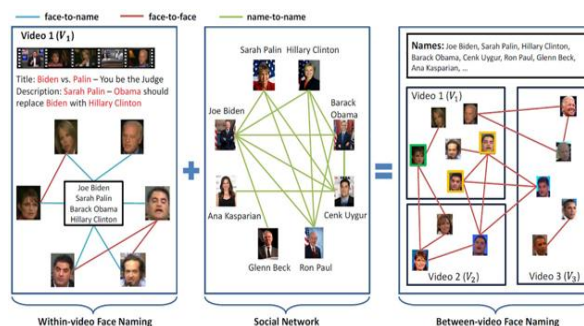 face-to-name
face-to-face
name-to-name
Video 1 (V₁)
Title: Biden vs. Palin – You be the Judge
Description: Sarah Palin – Obama should
replace Biden with Hillary Clinton
Joe Biden
Sarah Palin
Barack Obama
Hillary Clinton
Within-video Face Naming
+
Sarah Palin
Hillary Clinton
Joe Biden
Barack
Obama
Ana Kasparian
Cenk Uygur
Glenn Beck
Ron Paul
Social Network
=
Names: Joe Biden, Sarah Palin, Hillary Clinton,
Barack Obama, Cenk Uygur, Ron Paul, Glenn Beck,
Ana Kasparian, ...
Video 1 (V₁)
Video 2 (V₂)
Video 3 (V₃)
Between-video Face Naming